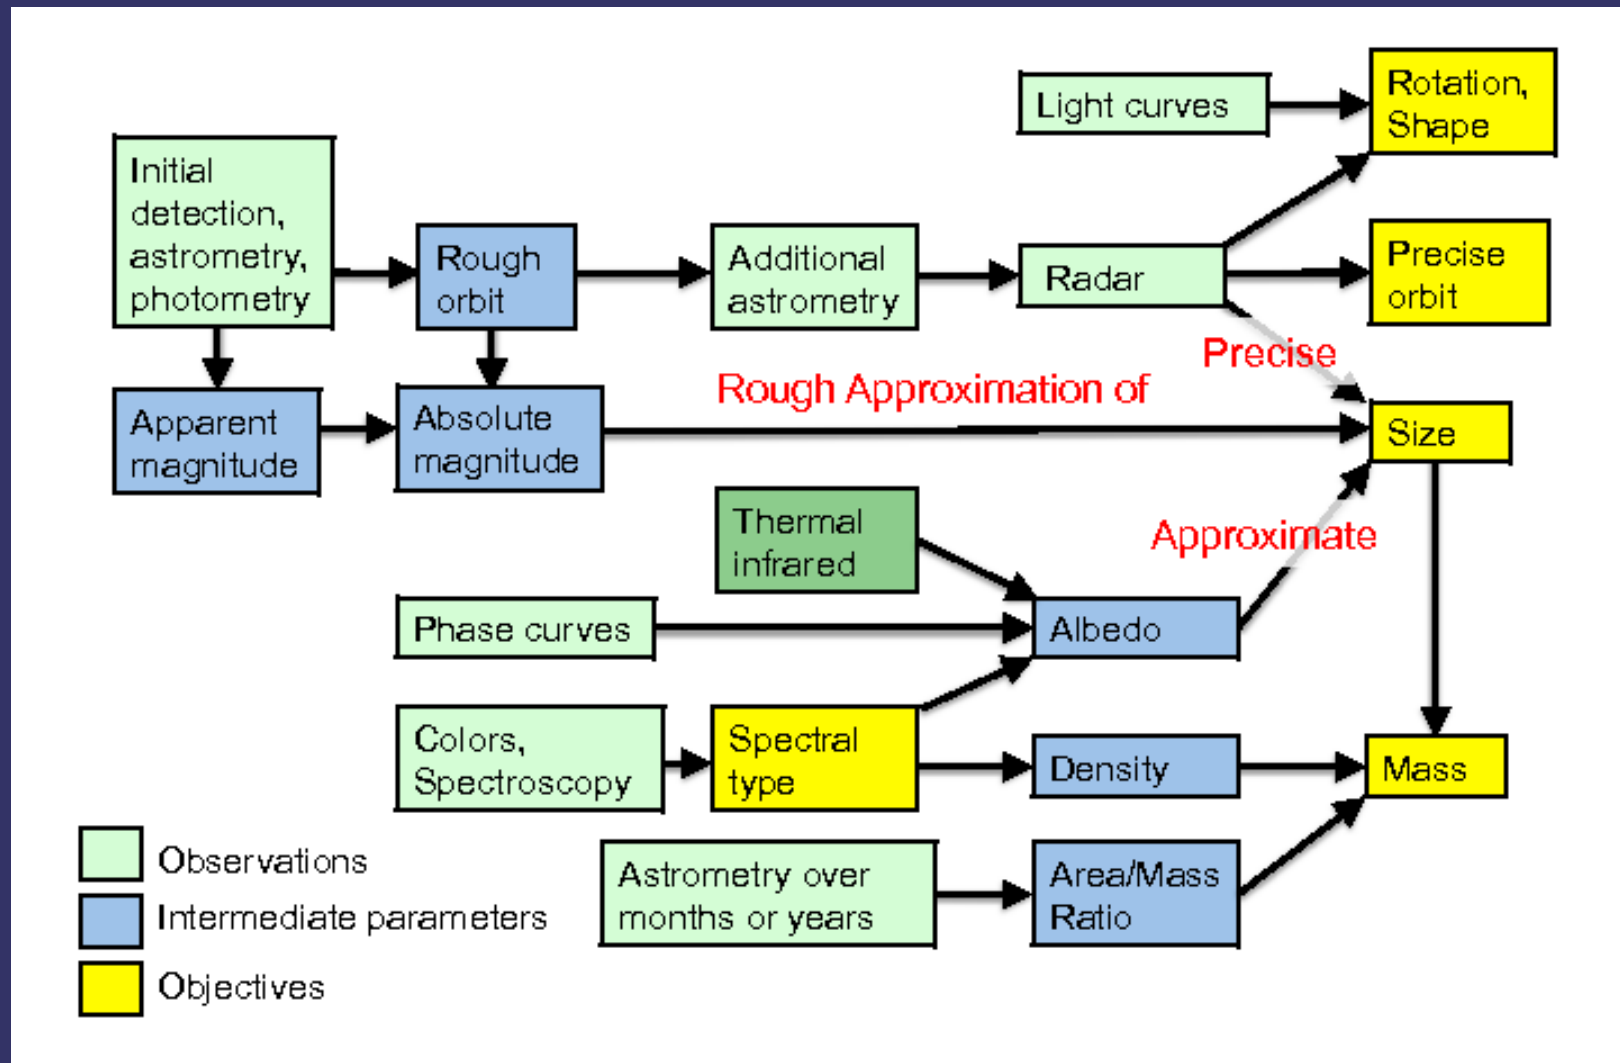 Light curves
Rotation,
Shape
Initial
detection,
astrometry,
photometry
Rough
orbit
Additional
astrometry
Radar
Precise
orbit
Precise
Rough Approximation of
Apparent
magnitude
Absolute
magnitude
Size
Thermal
infrared
Approximate
Phase curves
Albedo
Colors,
Spectroscopy
Spectral
type
Density
Mass
Observations
Astrometry over
months or years
Area/Mass
Ratio
Intermediate parameters
Objectives